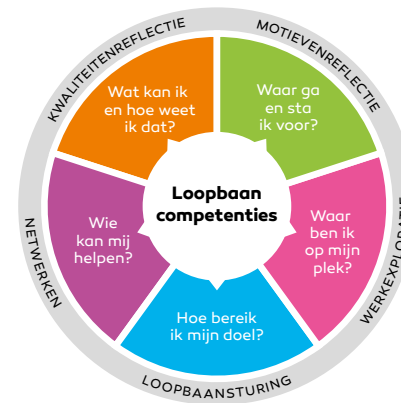 KWALITEITENREFLECTIE
MOTIEVENREFLECTIE
Wat kan ik
en hoe weet
ik dat?
Waar ga
en sta
ik voor?
Loopbaan
competenties
Wie
kan mij
helpen?
Waar
ben ik
op mijn
plek?
Hoe bereik
ik mijn doel?
NETWERKEN
WERKEXPLORATIE
LOOPBAANSTURING